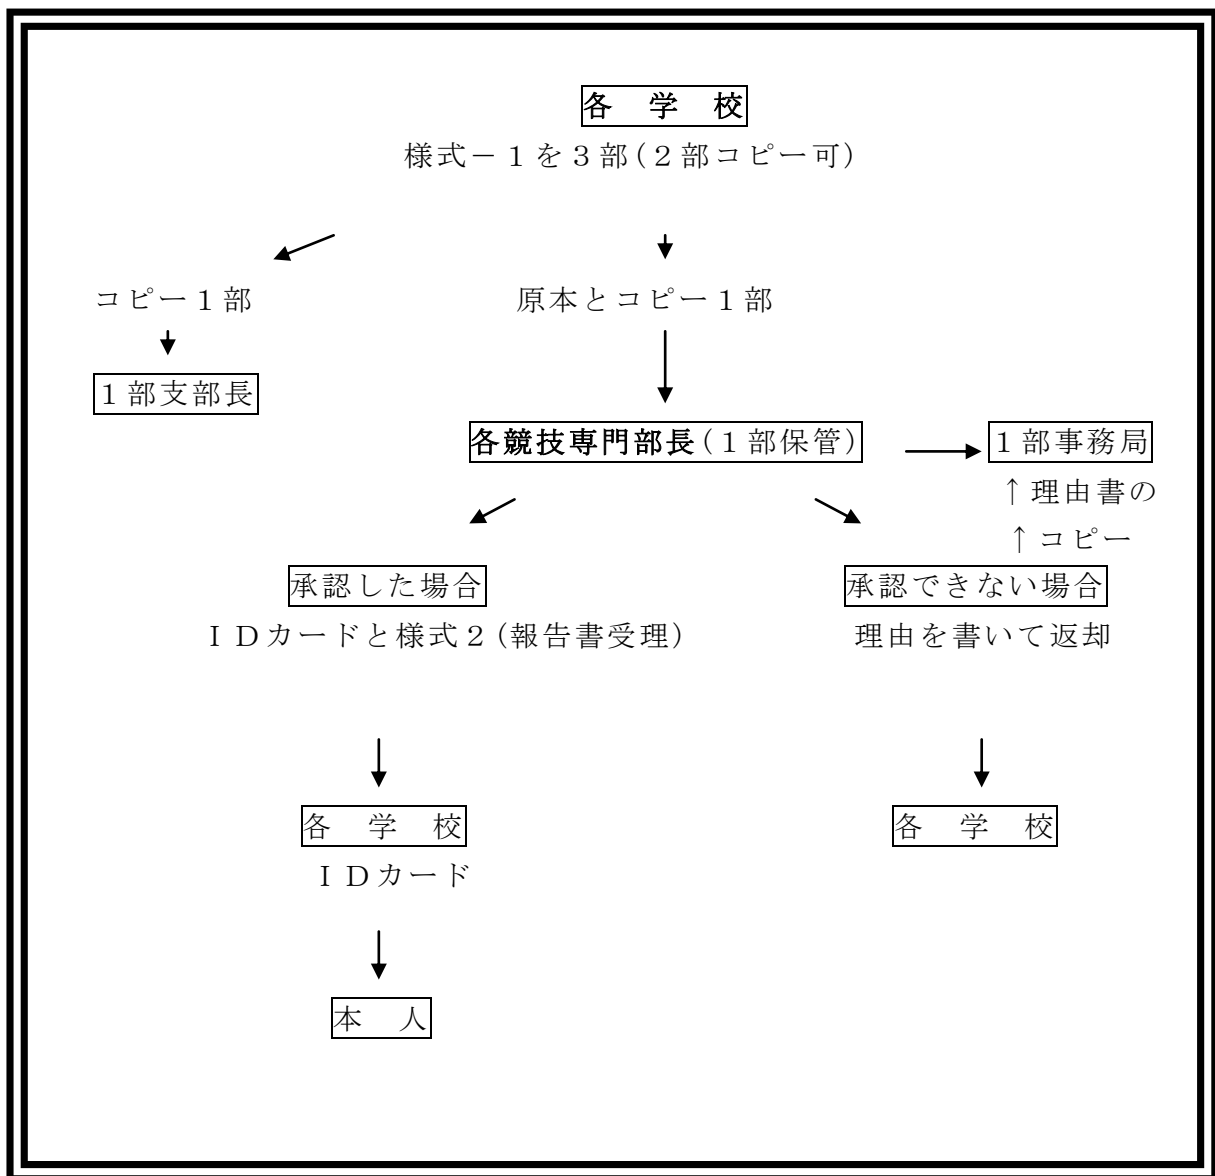 各　学　校
様式－１を３部(２部コピー可)
コピー１部
原本とコピー１部
１部支部長
各競技専門部長(１部保管)
１部事務局
↑理由書の
↑コピー
承認した場合
承認できない場合
ＩＤカードと様式２(報告書受理)
理由を書いて返却
各　学　校
各　学　校
ＩＤカード
本　人